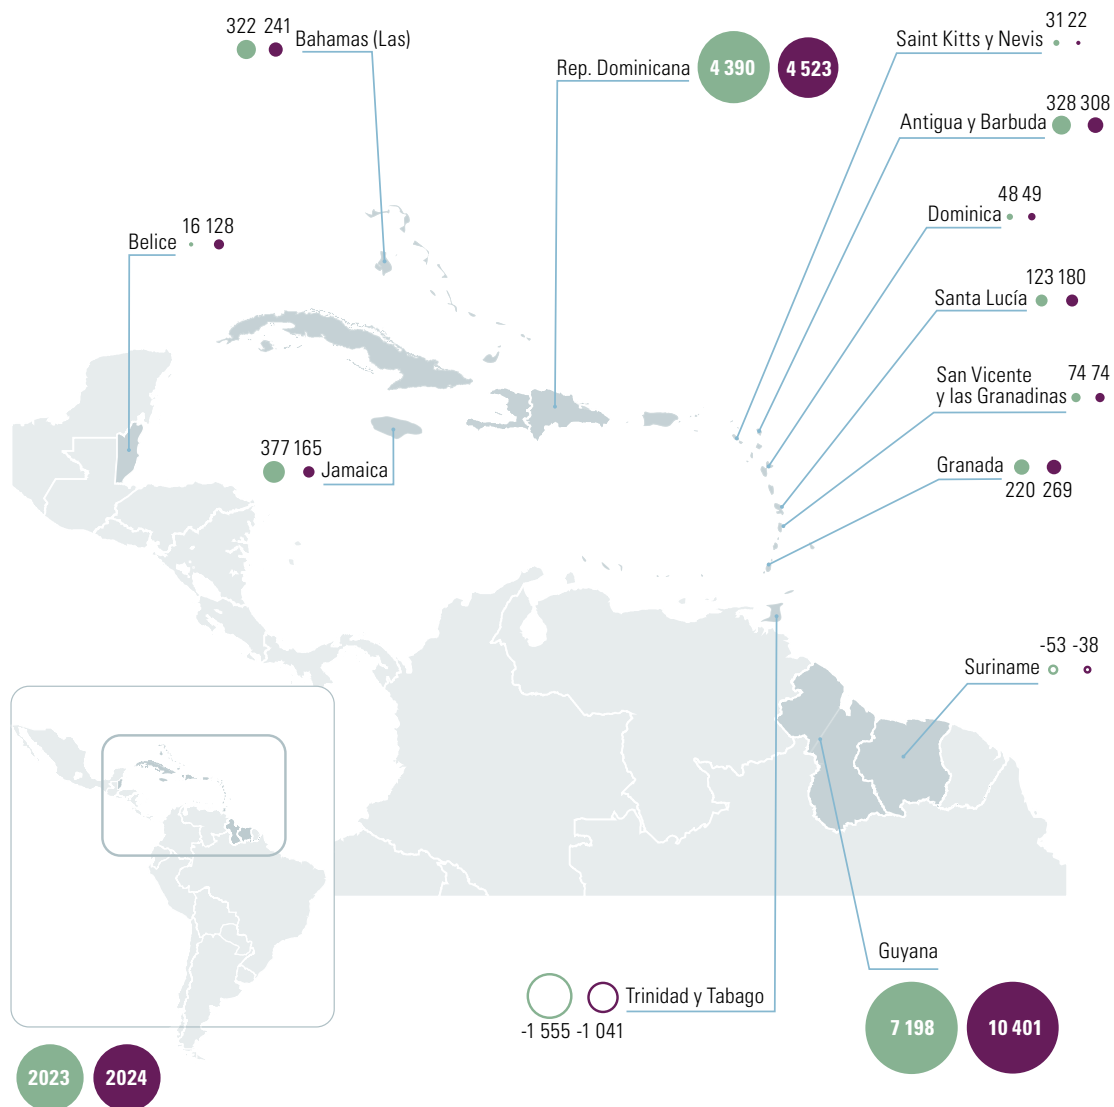 322 241
Bahamas (Las)
Rep. Dominicana
4 390
4 523
Saint Kitts y Nevis
31 22
Antigua y Barbuda
328 308
Dominica
48 49
Belice
16 128
Santa Lucía
123 180
San Vicente
y las Granadinas
74 74
377 165
Jamaica
Granada
220 269
Suriname
-53 -38
Guyana
7 198
10 401
Trinidad y Tabago
-1 555 -1 041
2023
2024